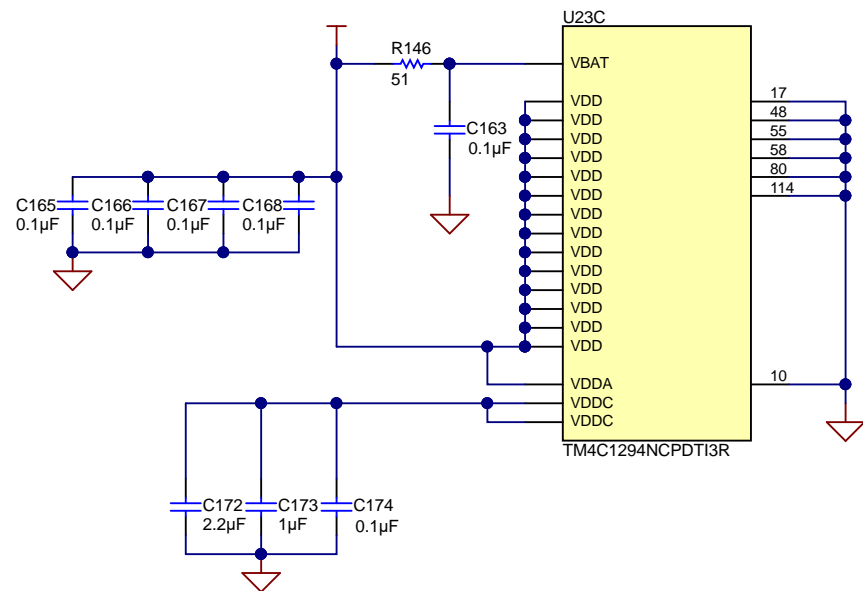 U23C
R146
51
VBAT
C163
0.1µF
VDD
VDD
VDD
VDD
VDD
VDD
VDD
VDD
VDD
VDD
VDD
VDD
VDD
VDD
17
48
55
58
80
114
C165
0.1µF
C166
0.1µF
C167
0.1µF
C168
0.1µF
VDDA
VDDC
VDDC
10
TM4C1294NCPDTI3R
C172
2.2µF
C173
1µF
C174
0.1µF